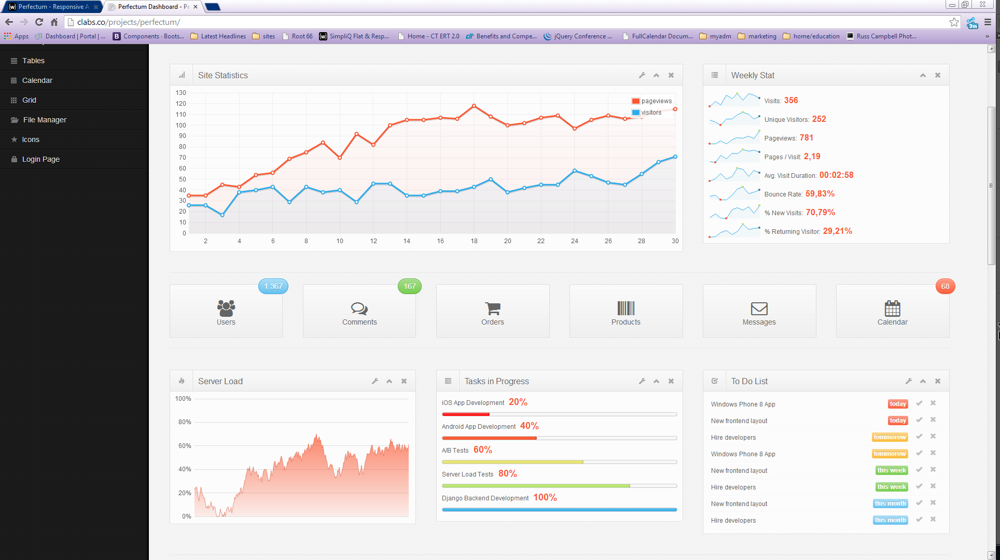 Perfectum - Responsive A
Perfectum Dashboard - Pe
clabs.co/projects/perfectum/
Apps Dashboard | Portal | ... Components · Boots... Latest Headlines sites Root 66 SimpliQ Flat & Resp... Home - CT ERT 2.0 Benefits and Compe... jQuery Conference ... FullCalendar Docum... myadm marketing home/education Russ Campbell Phot... »
3m
Tables
Calendar
Grid
File Manager
Icons
Login Page
Site Statistics
130
120
110
100
90
80
70
60
50
40
30
20
10
0
2 4 6 8 10 12 14 16 18 20 22 24 26 28 30
pageviews
visitors
Weekly Stat
Visits: 356
Unique Visitors: 252
Pageviews: 781
Pages / Visit: 2,19
Avg. Visit Duration: 00:02:58
Bounce Rate: 59,83%
% New Visits: 70,79%
% Returning Visitor: 29,21%
1.367
Users
167
Comments
Orders
Products
Messages
68
Calendar
Server Load
100%
80%
60%
40%
20%
0%
Tasks in Progress
iOS App Development 20%
Android App Development 40%
A/B Tests 60%
Server Load Tests 80%
Django Backend Development 100%
To Do List
Windows Phone 8 App today
New frontend layout today
Hire developers tommorow
Windows Phone 8 App tommorow
New frontend layout this week
Hire developers this week
New frontend layout this month
Hire developers this month